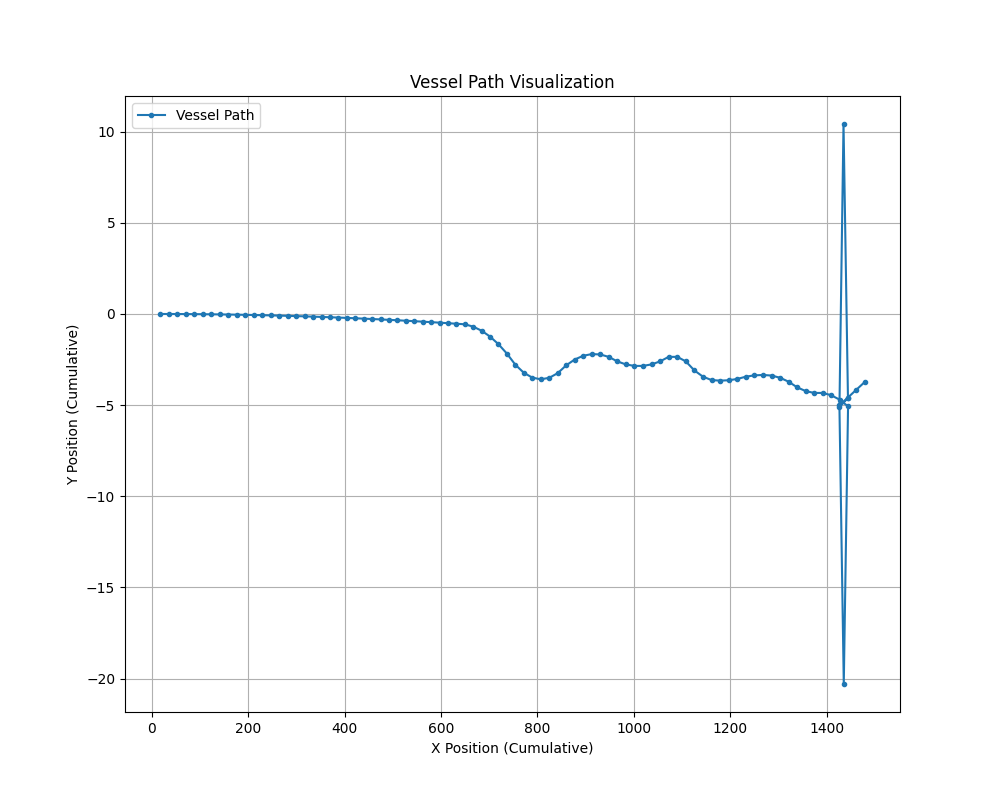 Vessel Path Visualization
Vessel Path
10
5
0
−5
−10
−15
−20
Y Position (Cumulative)
0 200 400 600 800 1000 1200 1400
X Position (Cumulative)